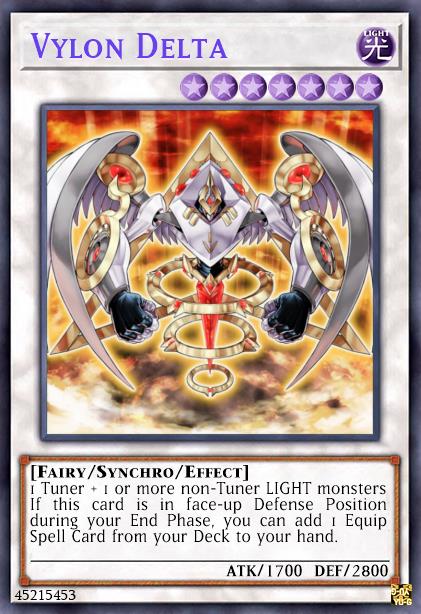 Vylon Delta
LIGHT
光
[Fairy/Synchro/Effect]
1 Tuner + 1 or more non-Tuner LIGHT monsters
If this card is in face-up Defense Position
during your End Phase, you can add 1 Equip
Spell Card from your Deck to your hand.
ATK/1700 DEF/2800
45215453